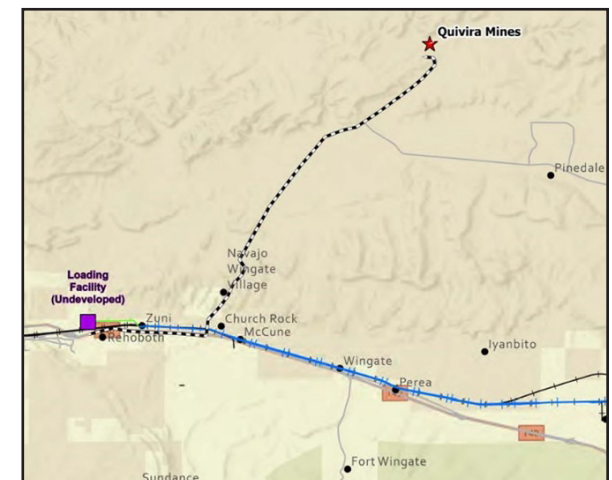 Quivira Mines
Pinedale
Navajo
Wingate
Village
Loading
Facility
(Undeveloped)
Zuni
Church Rock
Rehoboth
McCune
Iyanbito
Wingate
Perea
Fort Wingate
Sundance